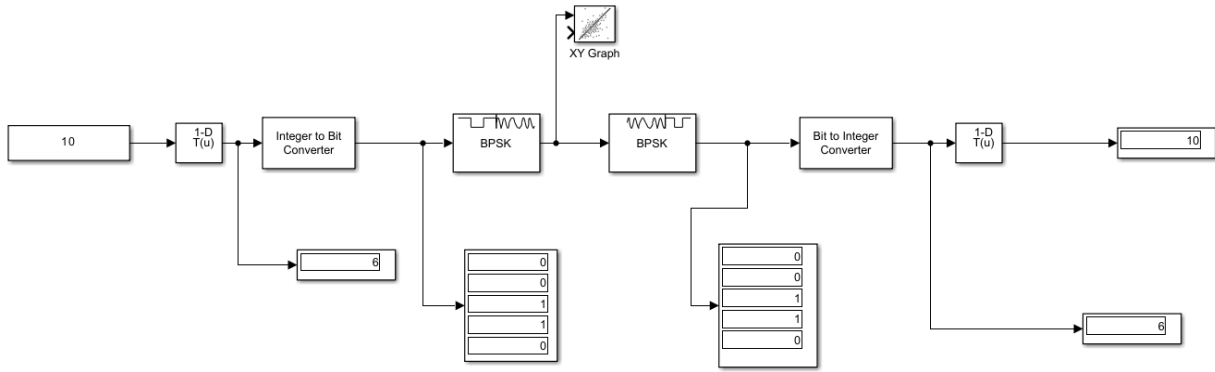 XY Graph
10
1-D
T(u)
Integer to Bit
Converter
BPSK
BPSK
Bit to Integer
Converter
1-D
T(u)
10
6
0
0
1
1
0
0
0
1
1
0
6